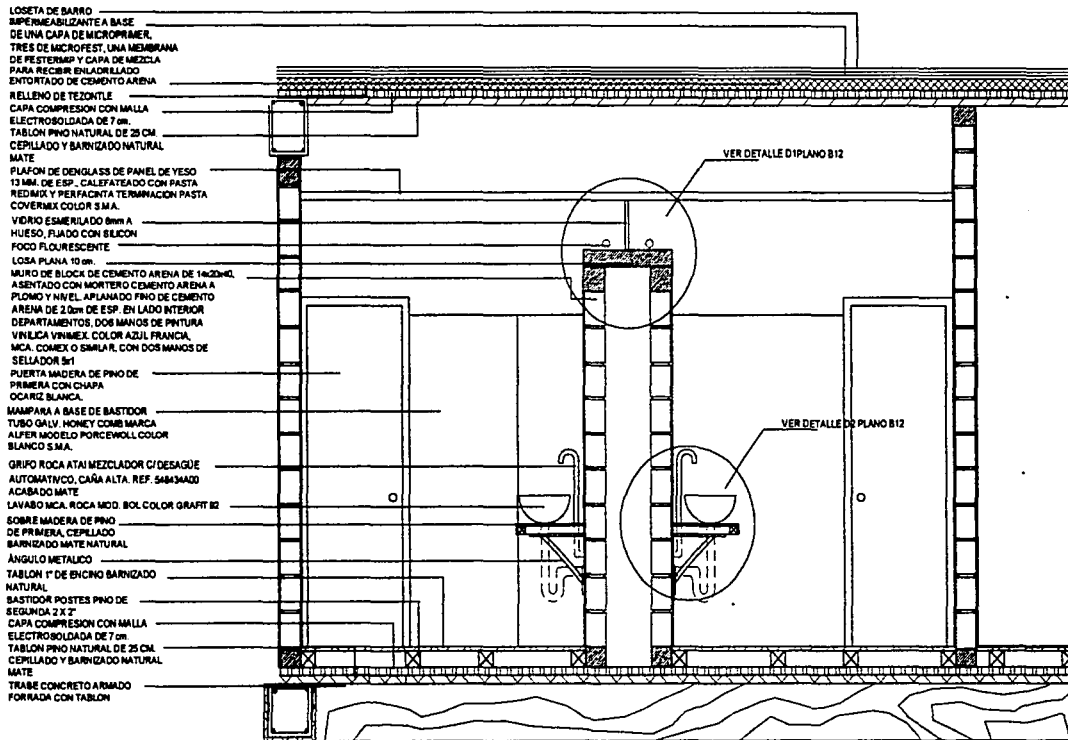 LOSETA DE BARRO
IMPERMEABILIZANTE A BASE
DE UNA CAPA DE MICROPRIMER,
TRES DE MICROFEST, UNA MEMBRANA
DE FESTERMIP Y CAPA DE MEZCLA
PARA RECIBIR ENLADRILLADO
ENTORTADO DE CEMENTO ARENA
RELLENO DE TEZONTLE
CAPA COMPRESION CON MALLA
ELECTROSOLDADA DE 7 cm.
TABLON PINO NATURAL DE 25 CM.
CEPILLADO Y BARNIZADO NATURAL
MATE
PLAFON DE DENGLASS DE PANEL DE YESO
13 MM. DE ESP., CALEFATEADO CON PASTA
REDIMIX Y PERFACINTA TERMINACION PASTA
COVERMIX COLOR S.M.A.
VIDRIO ESMERILADO 6mm A
HUESO, FIJADO CON SILICON
FOCO FLOURESCENTE
LOSA PLANA 10 cm.
MURO DE BLOCK DE CEMENTO ARENA DE 14x20x40,
ASENTADO CON MORTERO CEMENTO ARENA A
PLOMO Y NIVEL. APLANADO FINO DE CEMENTO
ARENA DE 2.0cm DE ESP. EN LADO INTERIOR
DEPARTAMENTOS, DOS MANOS DE PINTURA
VINILICA VINIMEX. COLOR AZUL FRANCIA,
MCA. COMEX O SIMILAR, CON DOS MANOS DE
SELLADOR 5x1
PUERTA MADERA DE PINO DE
PRIMERA CON CHAPA
OCARIZ BLANCA.
MAMPARA A BASE DE BASTIDOR
TUBO GALV. HONEY COMB MARCA
ALFER MODELO PORCEWOLL COLOR
BLANCO S.M.A.
GRIFO ROCA ATAI MEZCLADOR C/ DESAGÜE
AUTOMATIVCO, CAÑA ALTA. REF. 548434A00
ACABADO MATE
LAVABO MCA. ROCA MOD. BOL COLOR GRAFIT 82
SOBRE MADERA DE PINO
DE PRIMERA, CEPILLADO
BARNIZADO MATE NATURAL
ÁNGULO METALICO
TABLON 1" DE ENCINO BARNIZADO
NATURAL
BASTIDOR POSTES PINO DE
SEGUNDA 2 X 2"
CAPA COMPRESION CON MALLA
ELECTROSOLDADA DE 7 cm.
TABLON PINO NATURAL DE 25 CM.
CEPILLADO Y BARNIZADO NATURAL
MATE
TRABE CONCRETO ARMADO
FORRADA CON TABLON
VER DETALLE D1PLANO B12
VER DETALLE D2 PLANO B12